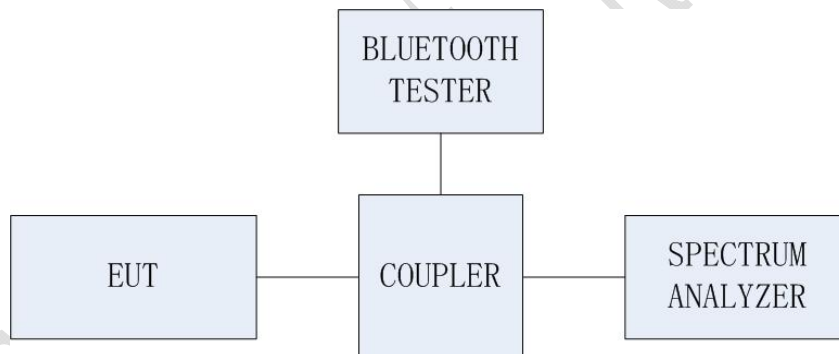 BLUETOOTH
TESTER
EUT
COUPLER
SPECTRUM
ANALYZER